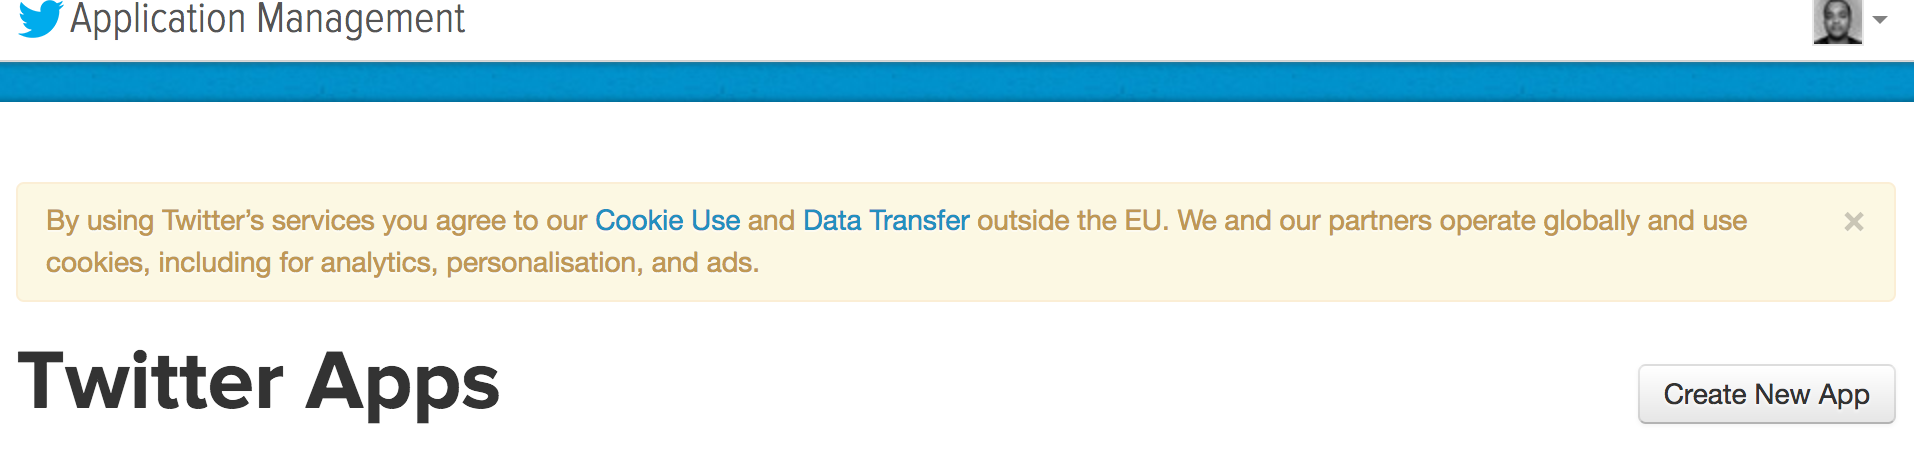 Application Management
By using Twitter’s services you agree to our Cookie Use and Data Transfer outside the EU. We and our partners operate globally and use
cookies, including for analytics, personalisation, and ads.
×
Twitter Apps
Create New App